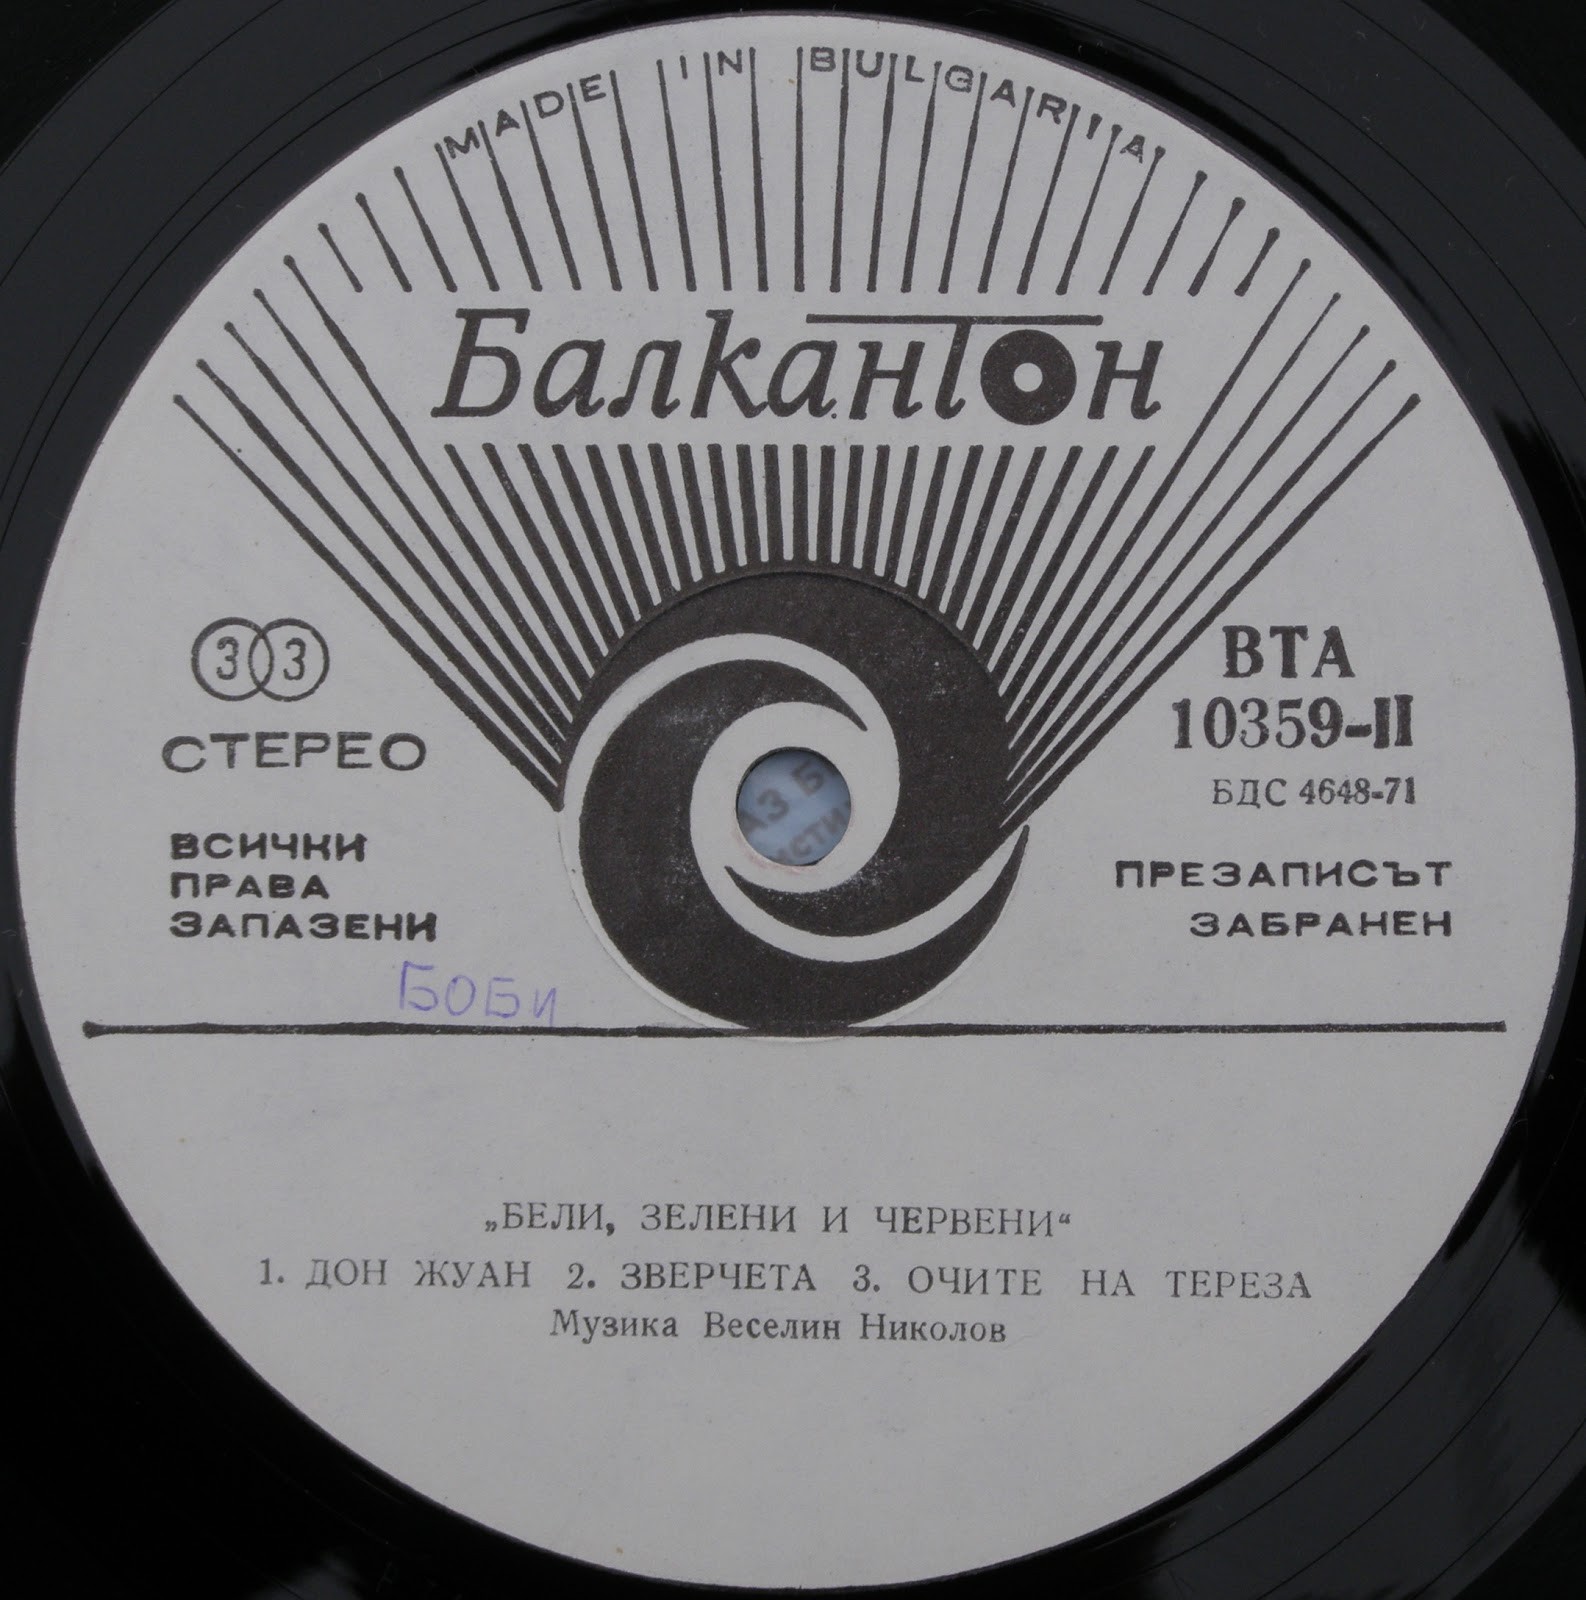 MADE IN BULGARIA
Балкантон
33
СТЕРЕО
ВСИЧКИ
ПРАВА
ЗАПАЗЕНИ
ВТА
10359-II
БДС 4648-71
ПРЕЗАПИСЪТ
ЗАБРАНЕН
БОБИ
„БЕЛИ, ЗЕЛЕНИ И ЧЕРВЕНИ“
1. ДОН ЖУАН 2. ЗВЕРЧЕТА 3. ОЧИТЕ НА ТЕРЕЗА
Музика Веселин Николов